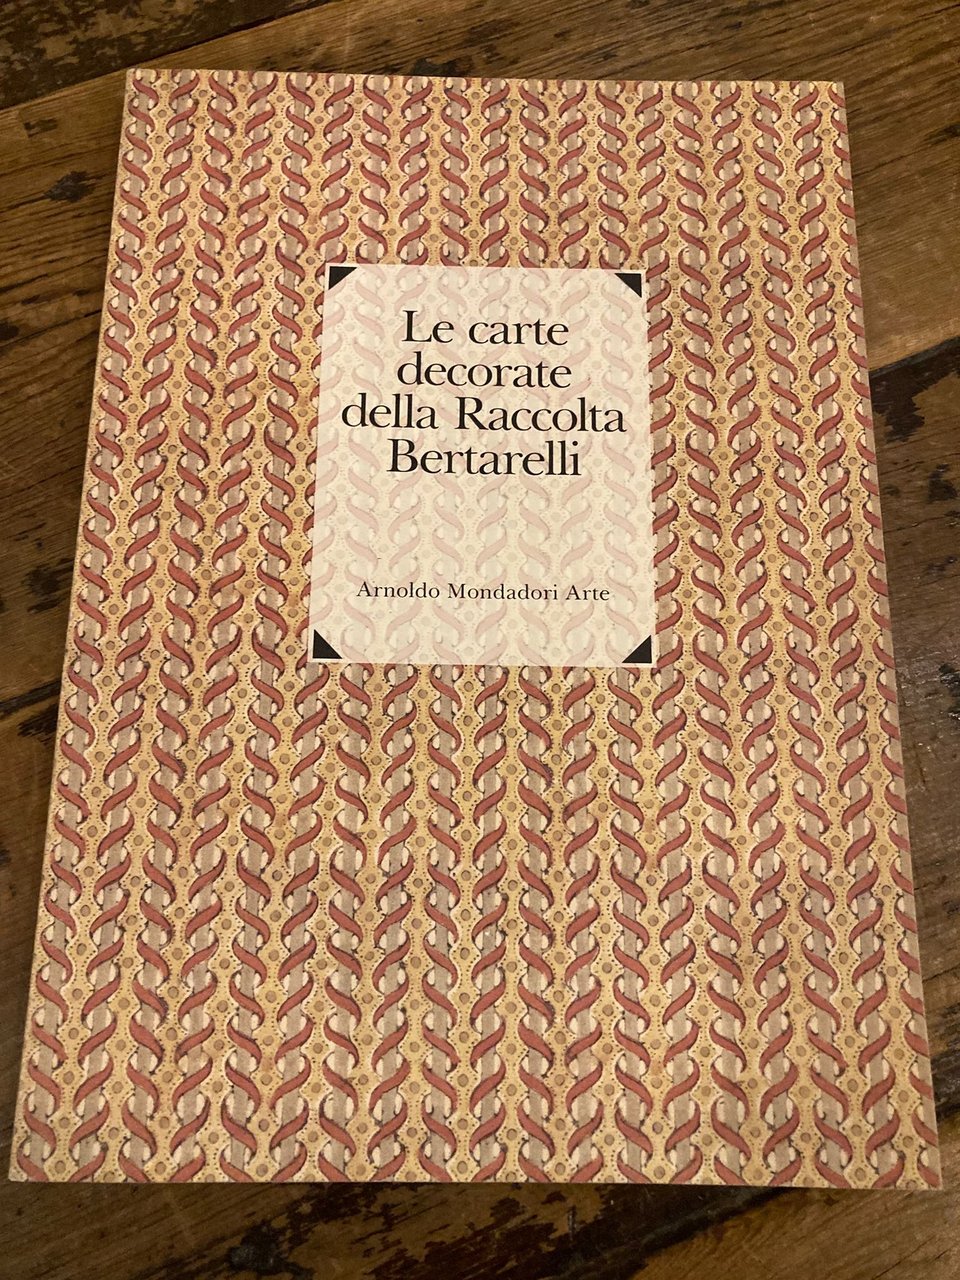 Le carte
decorate
della Raccolta
Bertarelli
Arnoldo Mondadori Arte